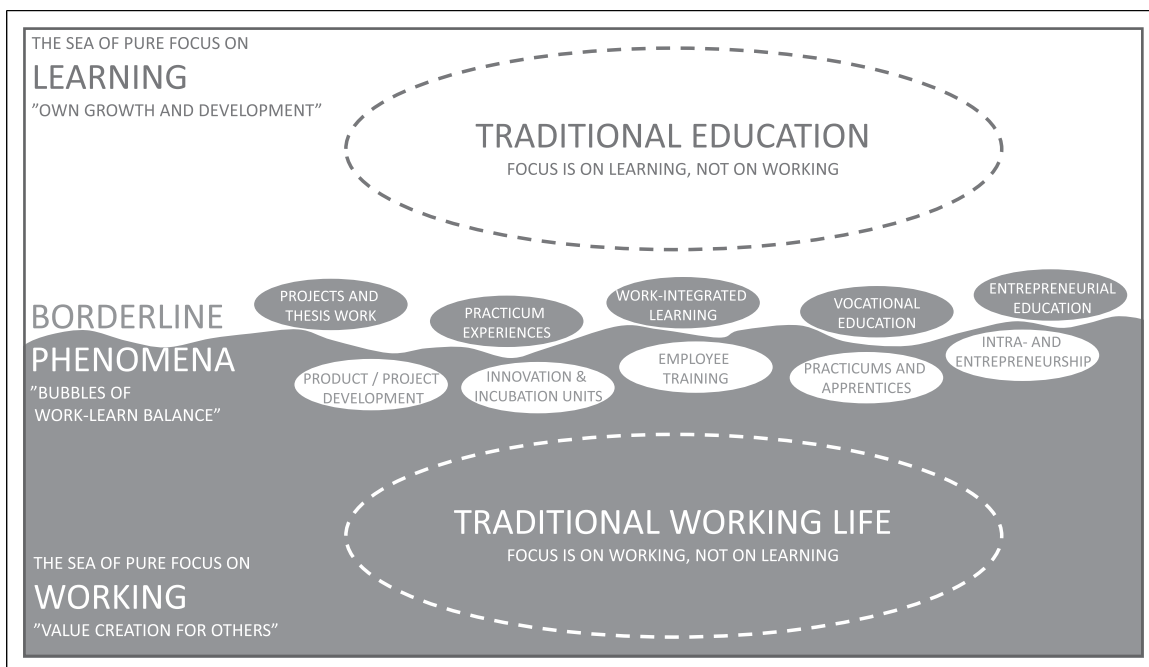 THE SEA OF PURE FOCUS ON
LEARNING
”OWN GROWTH AND DEVELOPMENT”
TRADITIONAL EDUCATION
FOCUS IS ON LEARNING, NOT ON WORKING
BORDERLINE
PHENOMENA
”BUBBLES OF
WORK-LEARN BALANCE”
PROJECTS AND
THESIS WORK
PRACTICUM
EXPERIENCES
WORK-INTEGRATED
LEARNING
VOCATIONAL
EDUCATION
ENTREPRENEURIAL
EDUCATION
PRODUCT / PROJECT
DEVELOPMENT
INNOVATION &
INCUBATION UNITS
EMPLOYEE
TRAINING
PRACTICUMS AND
APPRENTICES
INTRA- AND
ENTREPRENEURSHIP
TRADITIONAL WORKING LIFE
FOCUS IS ON WORKING, NOT ON LEARNING
THE SEA OF PURE FOCUS ON
WORKING
”VALUE CREATION FOR OTHERS”